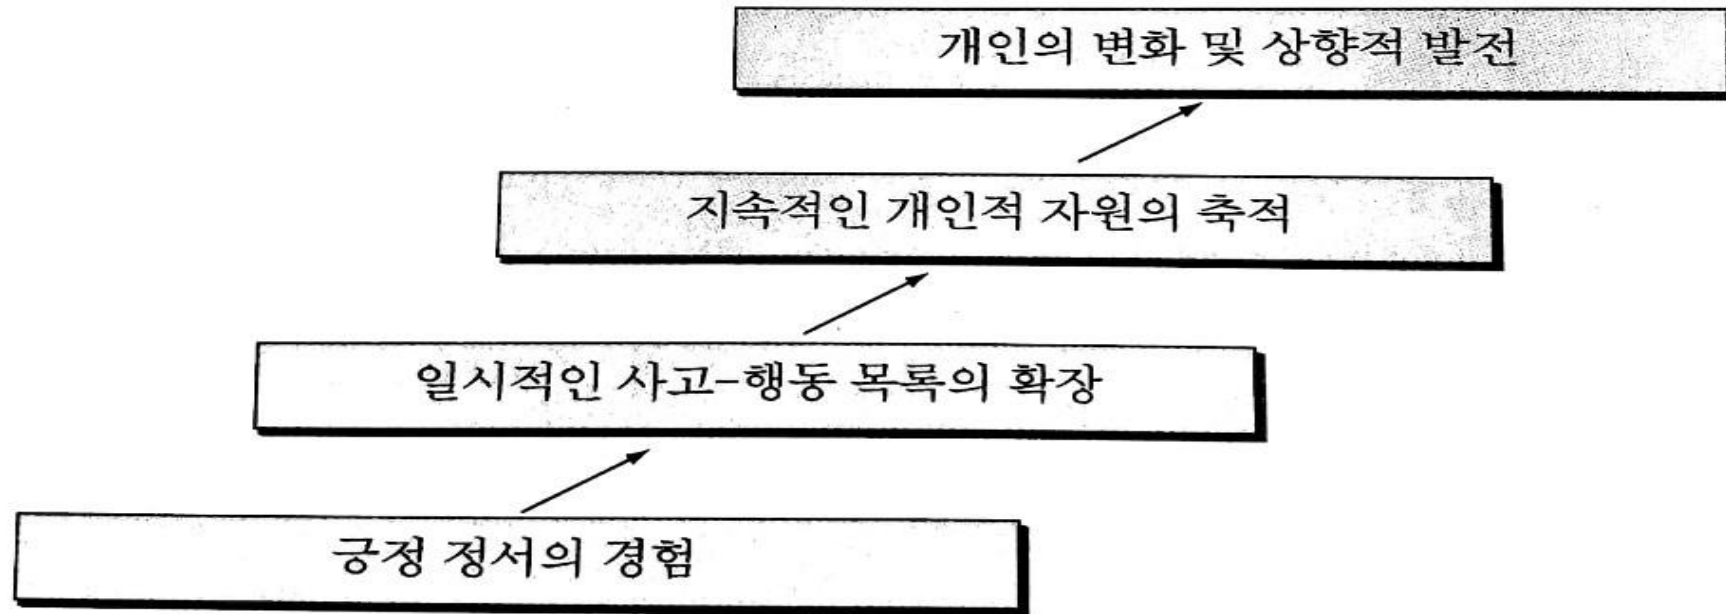 개인의 변화 및 상향적 발전
지속적인 개인적 자원의 축적
일시적인 사고-행동 목록의 확장
긍정 정서의 경험